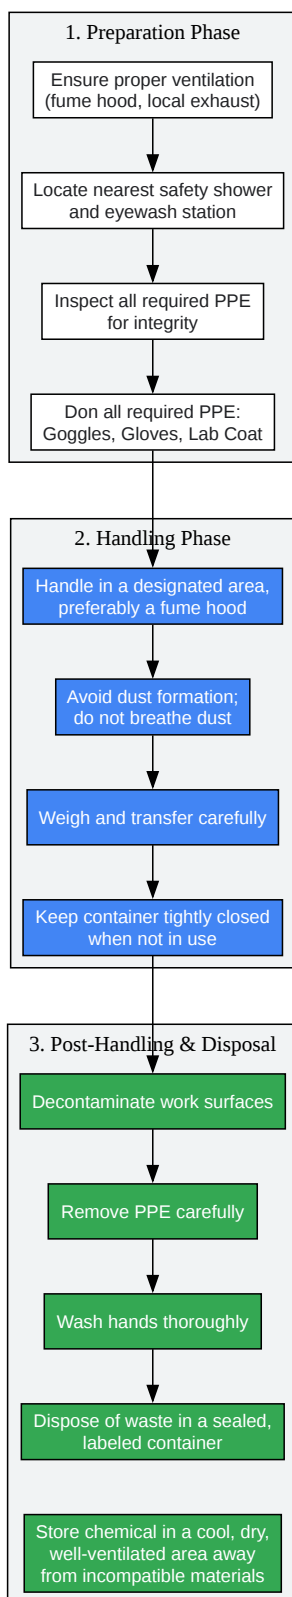 1. Preparation Phase
Ensure proper ventilation
(fume hood, local exhaust)
Locate nearest safety shower
and eyewash station
Inspect all required PPE
for integrity
Don all required PPE:
Goggles, Gloves, Lab Coat
2. Handling Phase
Handle in a designated area,
preferably a fume hood
Avoid dust formation;
do not breathe dust
Weigh and transfer carefully
Keep container tightly closed
when not in use
3. Post-Handling & Disposal
Decontaminate work surfaces
Remove PPE carefully
Wash hands thoroughly
Dispose of waste in a sealed,
labeled container
Store chemical in a cool, dry,
well-ventilated area away
from incompatible materials